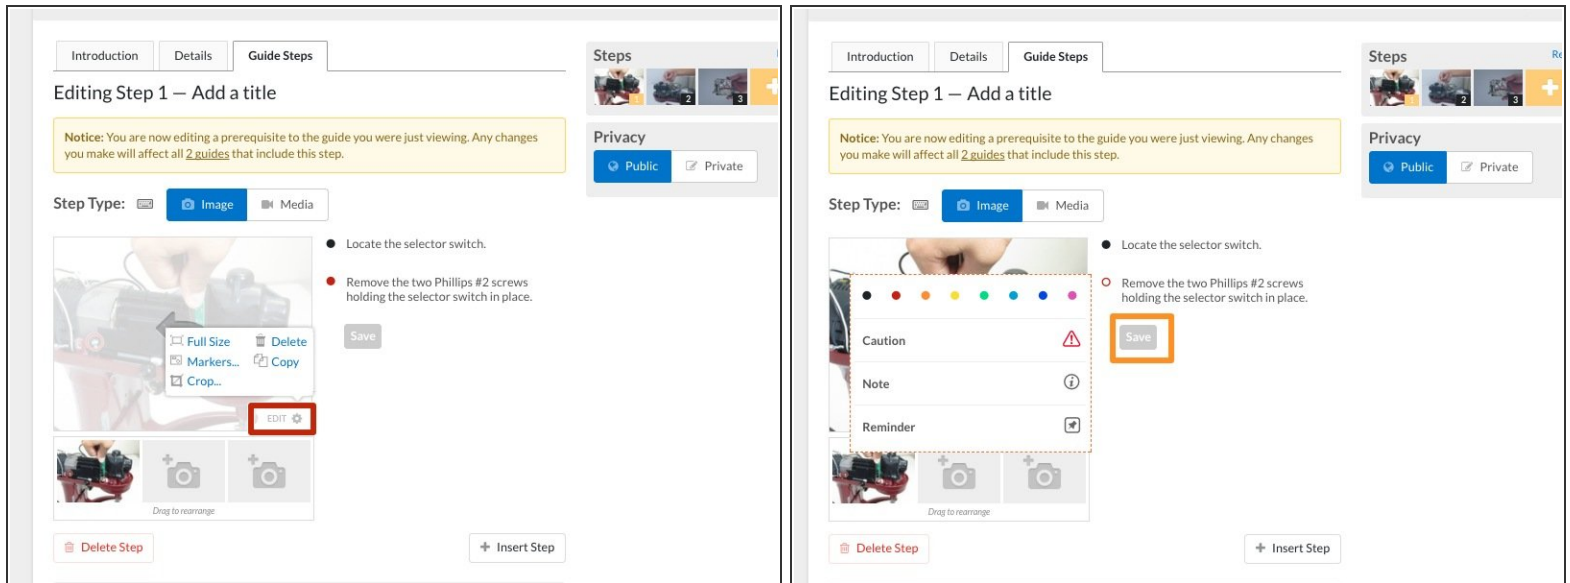 Introduction
Details
Guide Steps
Steps
Editing Step 1 — Add a title
1
2
3
Notice: You are now editing a prerequisite to the guide you were just viewing. Any changes
you make will affect all 2 guides that include this step.
Privacy
Public
Private
Step Type:
Image
Media
Locate the selector switch.
Remove the two Phillips #2 screws
holding the selector switch in place.
Save
Full Size
Delete
Markers...
Copy
Crop...
EDIT
Drag to rearrange
Delete Step
Insert Step
Introduction
Details
Guide Steps
Steps
Re
Editing Step 1 — Add a title
1
2
3
Notice: You are now editing a prerequisite to the guide you were just viewing. Any changes
you make will affect all 2 guides that include this step.
Privacy
Public
Private
Step Type:
Image
Media
Locate the selector switch.
Remove the two Phillips #2 screws
holding the selector switch in place.
Save
Caution
Note
Reminder
Drag to rearrange
Delete Step
Insert Step